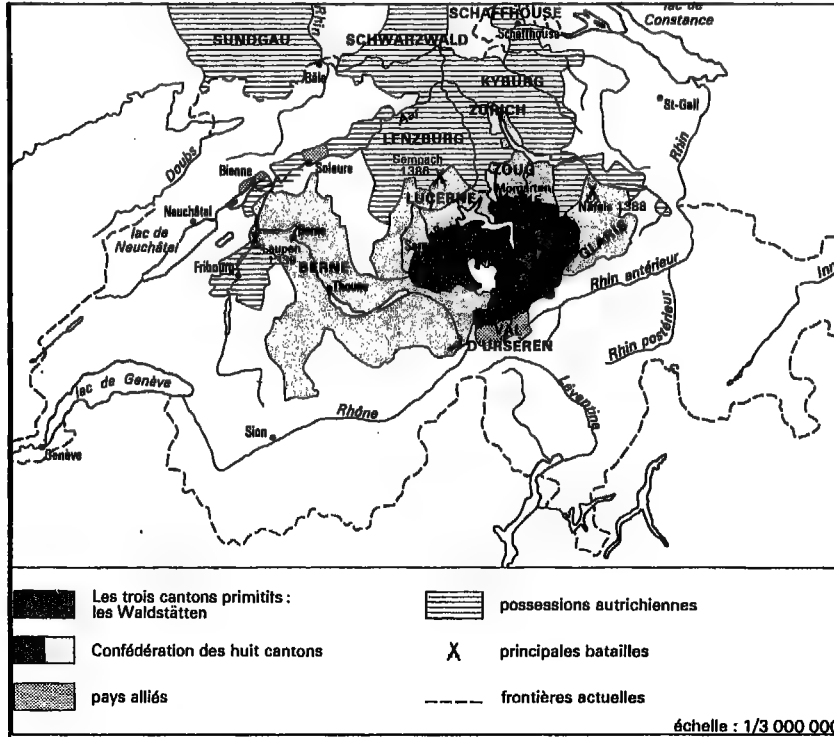 SCHAFFHOUSE
lac de
Constance
Schaffhouse
SUNDGAU
Rhin
SCHWARZWALD
Bâle
KYBURG
St-Gall
ZURICH
Aar
LENZBURG
Rhin
Doubs
Bienne
Soleure
Sempach
1386
ZOUG
Morgarten
LUCERNE
Näfels 1388
Neuchâtel
lac de
Neuchâtel
Berne
Laupen
GLARIS
Fribourg
BERNE
Thoune
Rhin antérieur
Inn
VAL
D'URSEREN
Rhin postérieur
lac de Genève
Rhône
Léventine
Sion
Genève
Les trois cantons primitifs :
les Waldstätten
possessions autrichiennes
Confédération des huit cantons
X principales batailles
pays alliés
frontières actuelles
échelle : 1/3 000 000